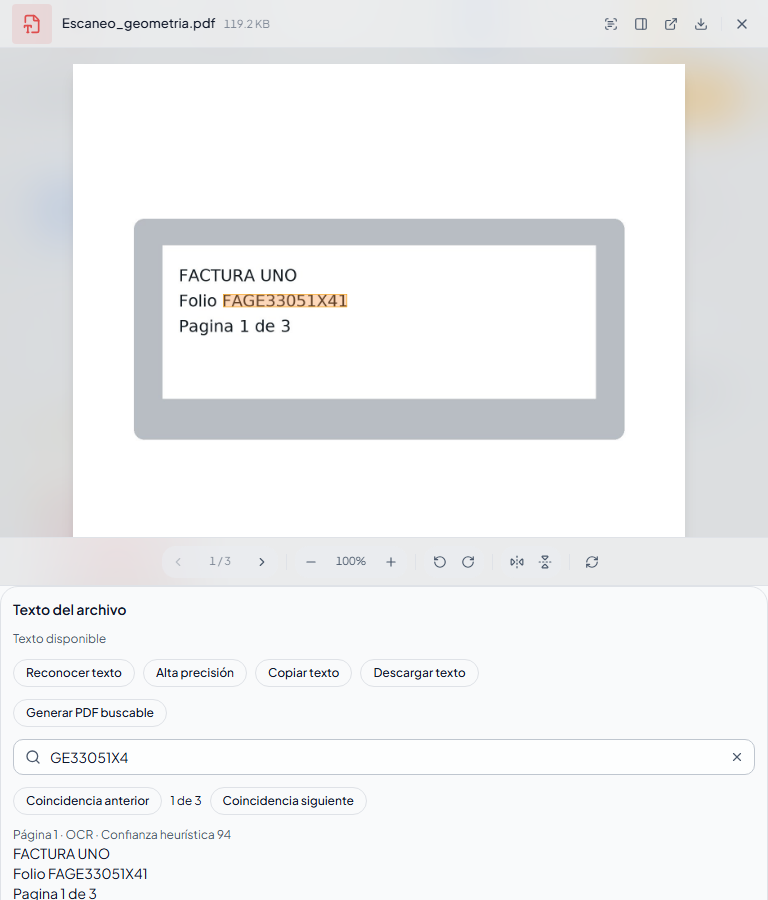 Escaneo_geometria.pdf 119.2 KB
FACTURA UNO
Folio FAGE33051X41
Pagina 1 de 3
1 / 3
100%
Texto del archivo
Texto disponible
Reconocer texto
Alta precisión
Copiar texto
Descargar texto
Generar PDF buscable
GE33051X4
Coincidencia anterior
1 de 3
Coincidencia siguiente
Página 1 · OCR · Confianza heurística 94
FACTURA UNO
Folio FAGE33051X41
Pagina 1 de 3